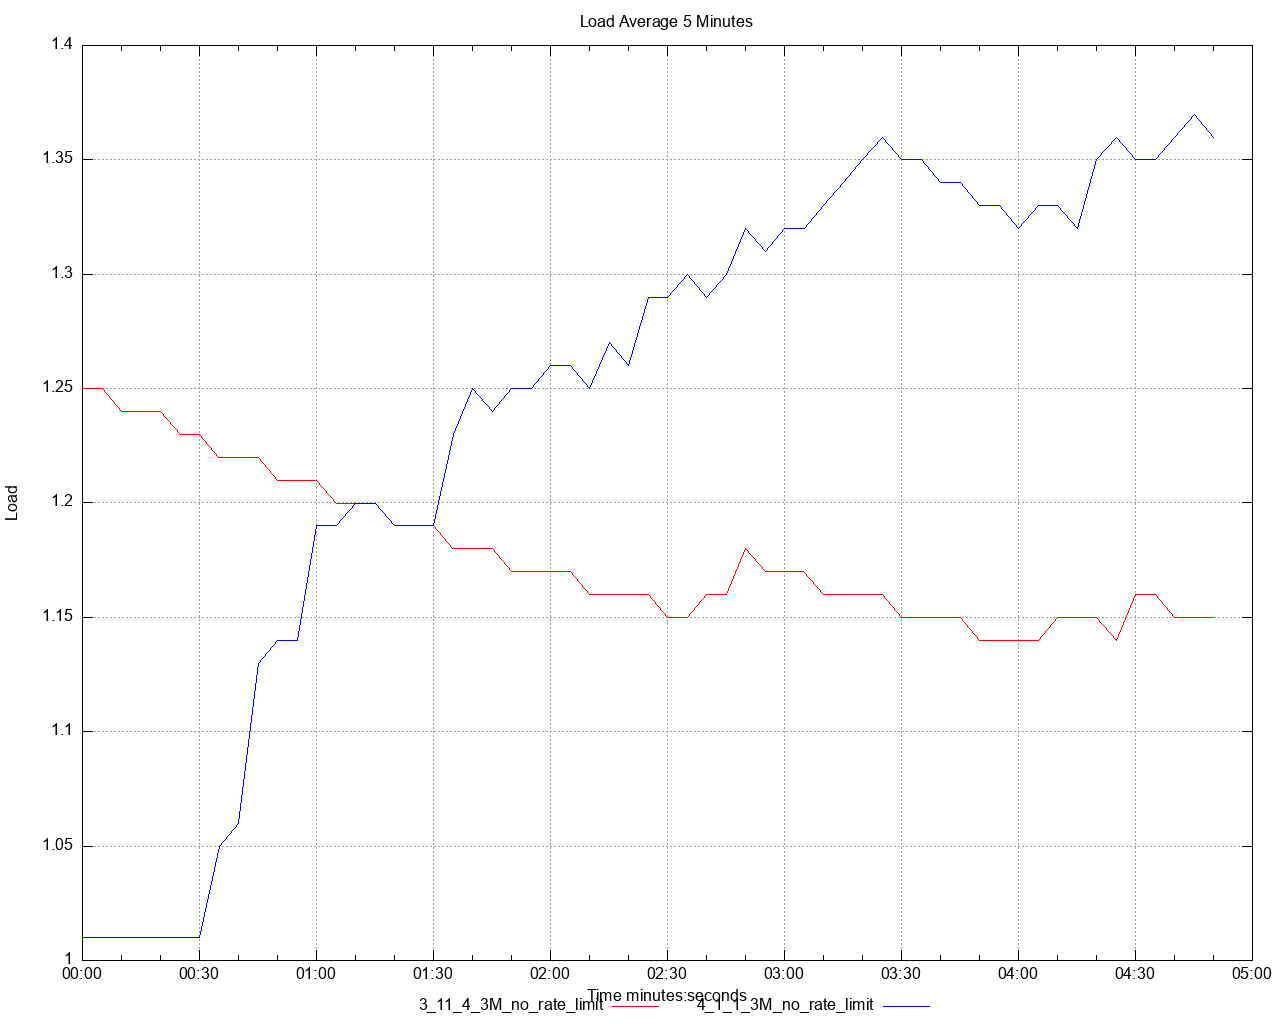 Load Average 5 Minutes
1.4
1.35
1.3
1.25
1.2
1.15
1.1
1.05
1
Load
00:00 00:30 01:00 01:30 02:00 02:30 03:00 03:30 04:00 04:30 05:00
Time minutes:seconds
3_11_4_3M_no_rate_limit 4_1_1_3M_no_rate_limit